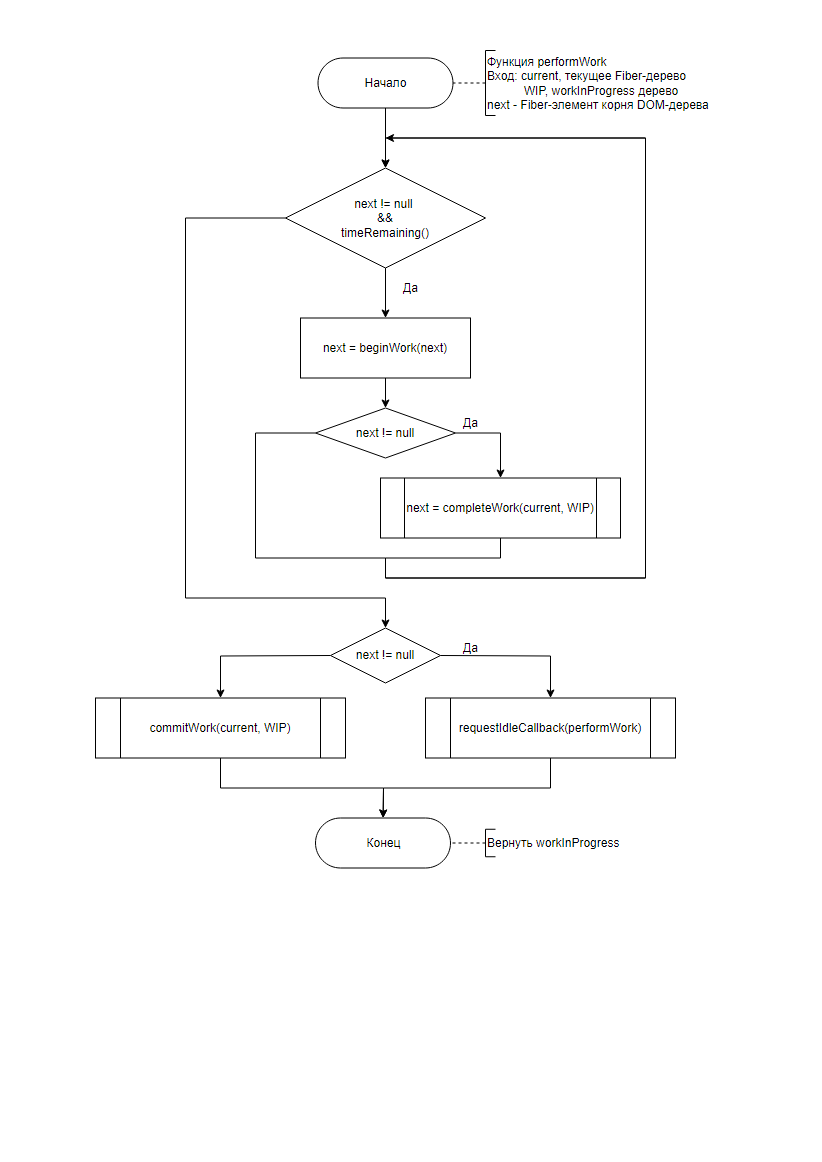 Начало
Функция performWork
Вход: current, текущее Fiber-дерево
WIP, workInProgress дерево
next - Fiber-элемент корня DOM-дерева
next != null
&&
timeRemaining()
Да
next = beginWork(next)
next != null
Да
next = completeWork(current, WIP)
next != null
Да
commitWork(current, WIP)
requestIdleCallback(performWork)
Конец
Вернуть workInProgress